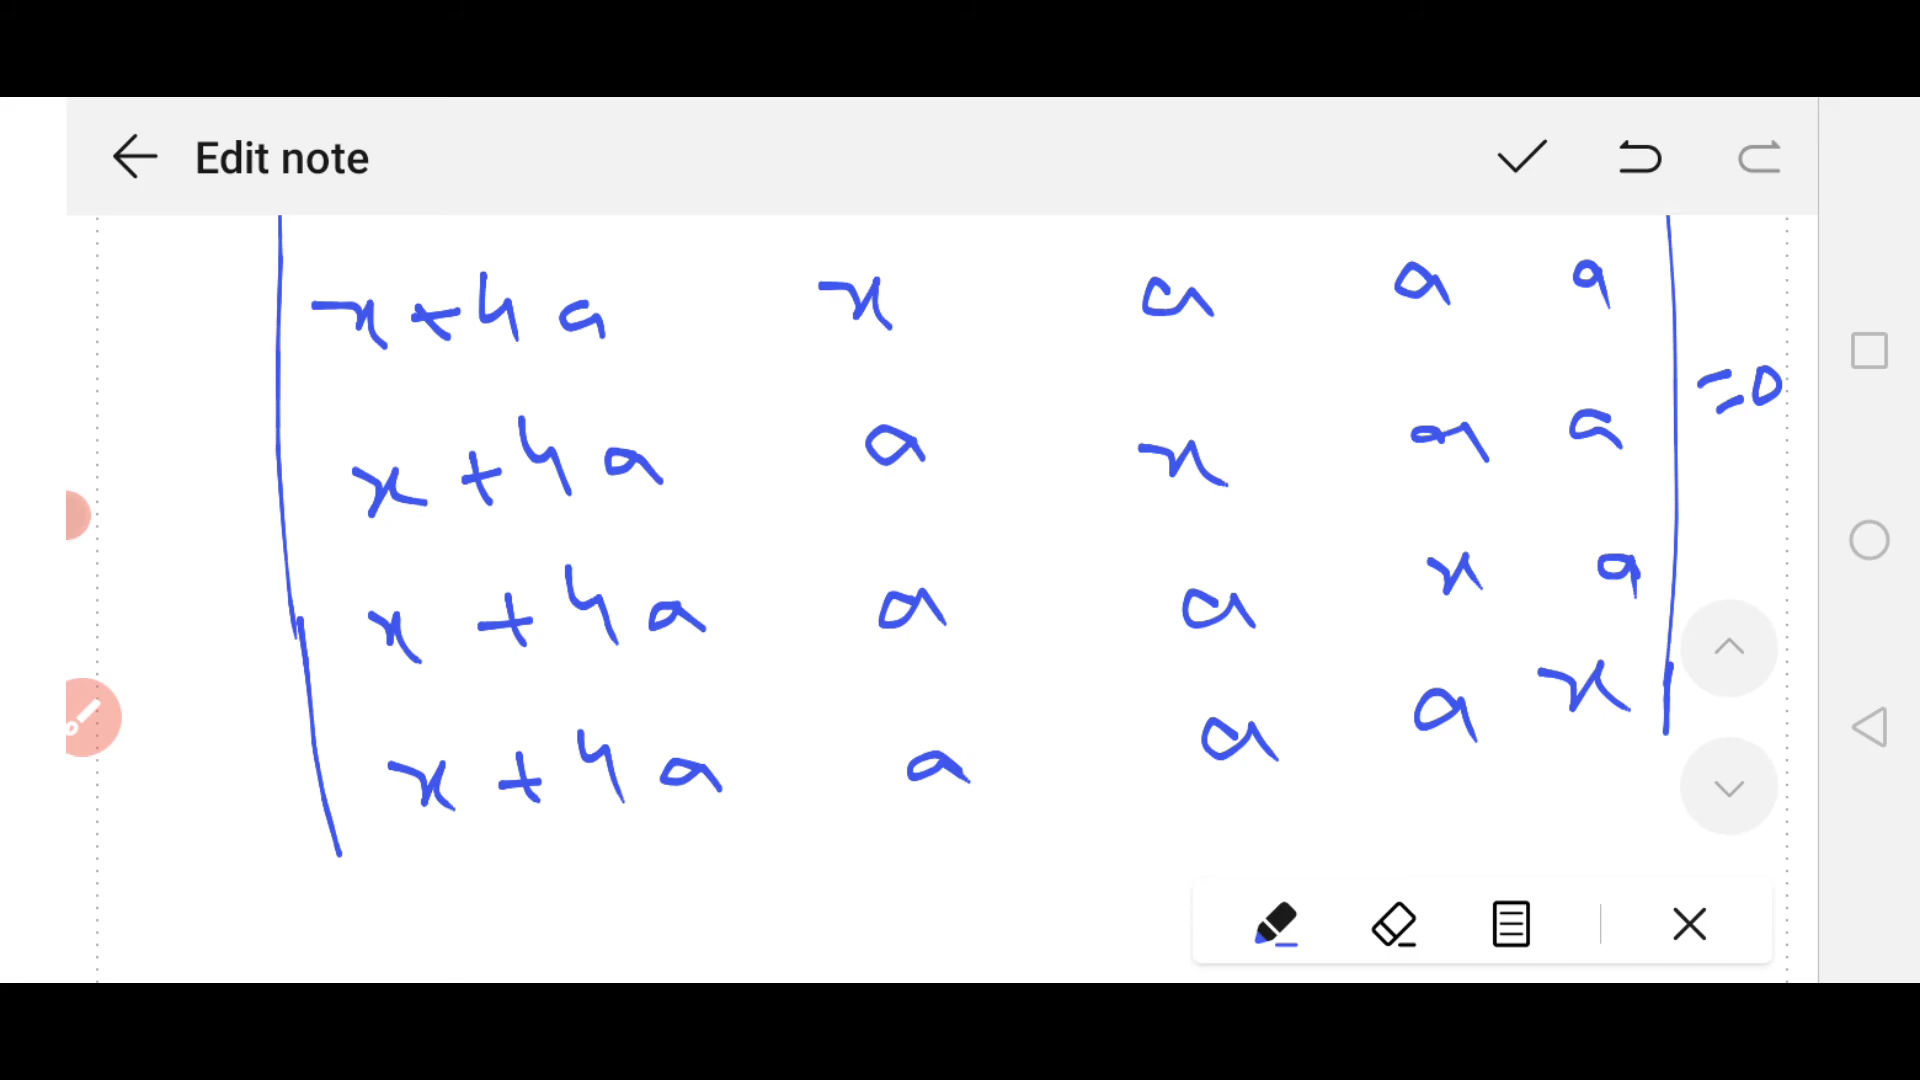 Edit note
x+4a x a a a
=0
x+4a a x a a
x+4a a a x a
x+4a a a a x